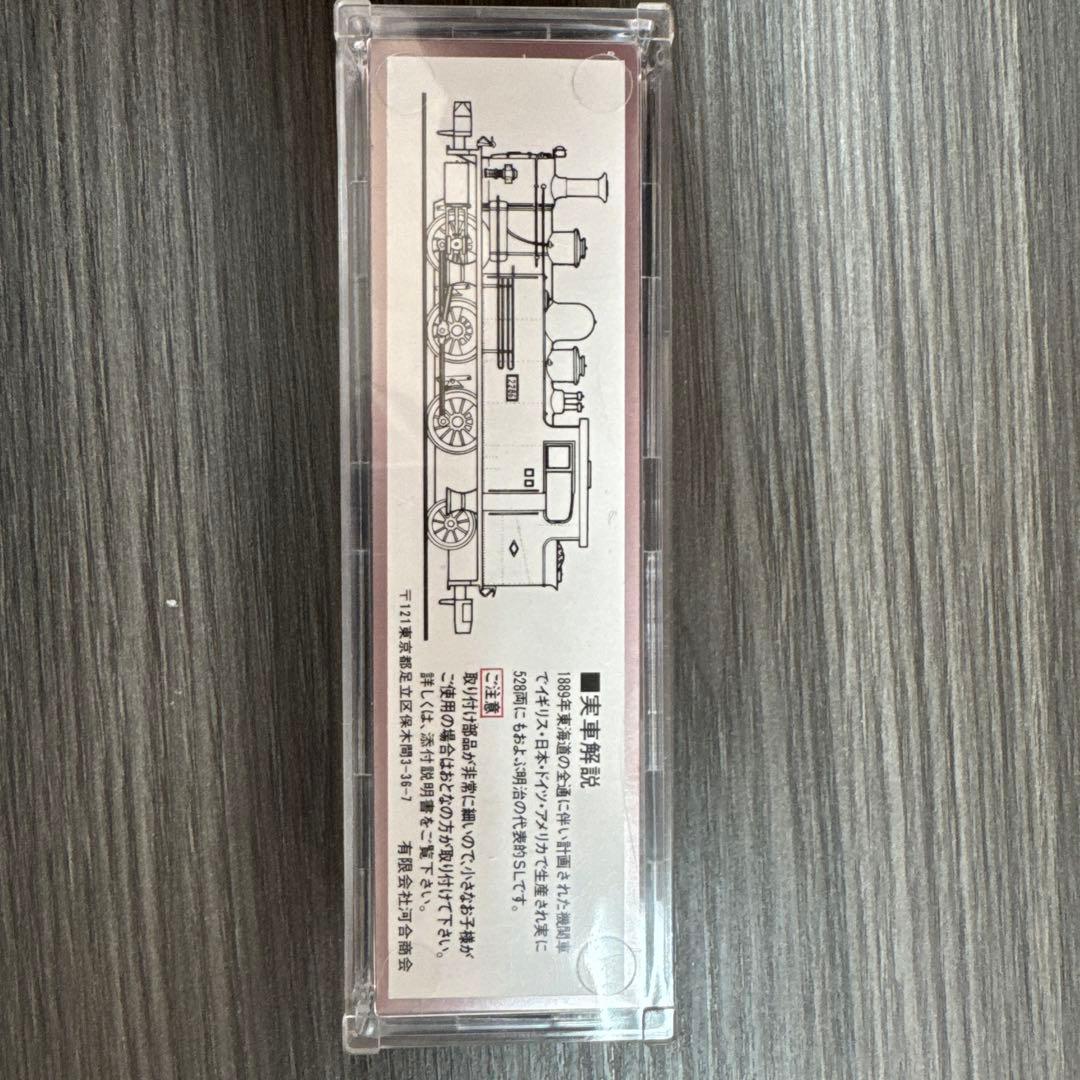 ■実車解説
1889年東海道の全通に伴い計画された機関車
でイギリス・日本・ドイツ・アメリカで生産され実に
528両にもおよぶ明治の代表的SLです。
ご注意
取り付け部品が非常に細いので、小さなお子様が
ご使用の場合はおとなの方が取り付けて下さい。
詳しくは、添付説明書をご覧下さい。
〒121東京都足立区保木間3-36-7 有限会社河合商会